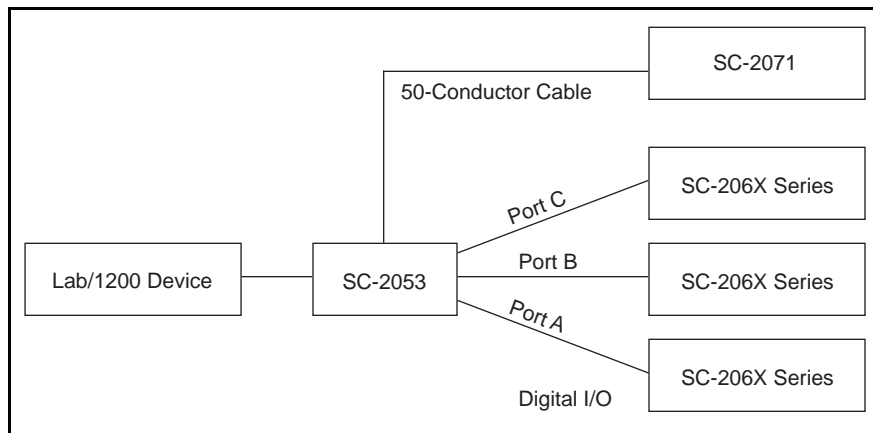 SC-2071
50-Conductor Cable
SC-206X Series
Port C
Lab/1200 Device
SC-2053
Port B
SC-206X Series
Port A
SC-206X Series
Digital I/O